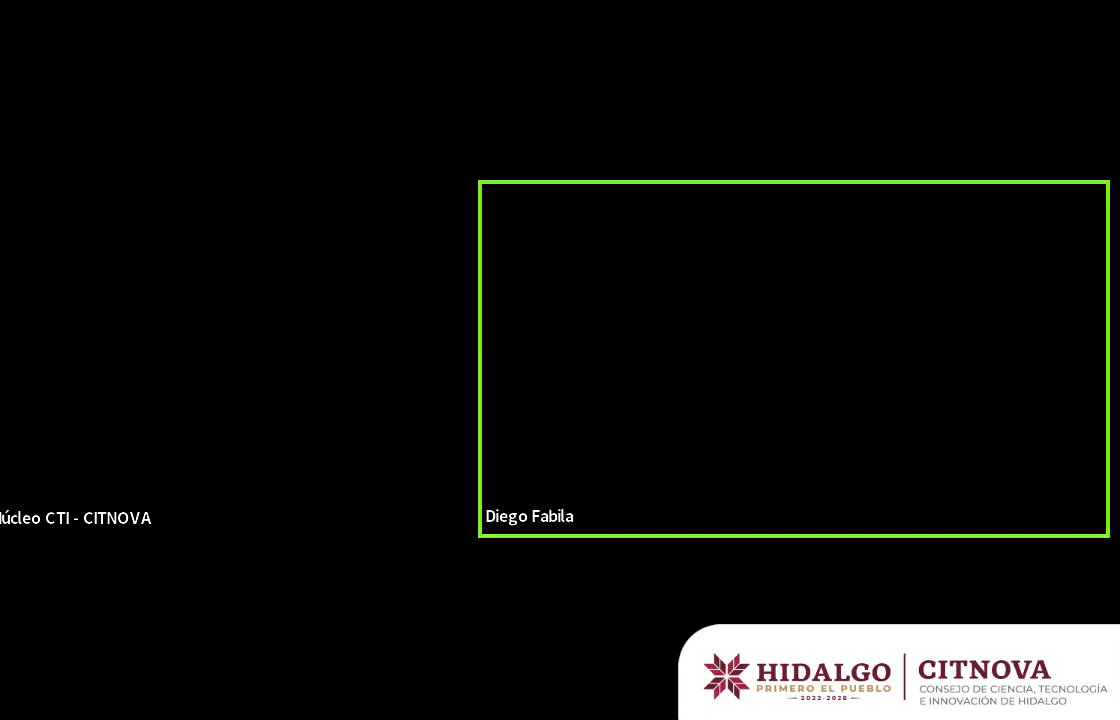 úcleo CTI - CITNOVA
Diego Fabila
HIDALGO
PRIMERO EL PUEBLO
2022-2028
CITNOVA
CONSEJO DE CIENCIA, TECNOLOGÍA
E INNOVACIÓN DE HIDALGO